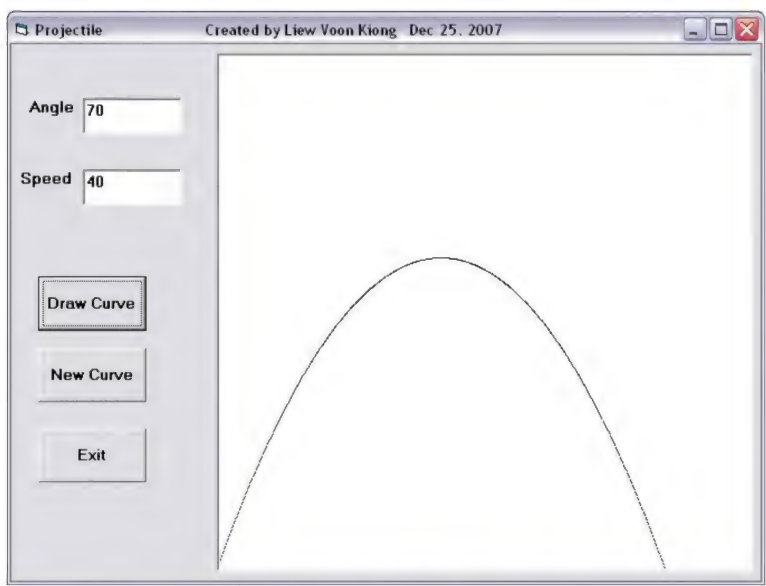 Projectile Created by Liew Voon Kiong Dec 25, 2007
Angle 70
Speed 40
Draw Curve
New Curve
Exit